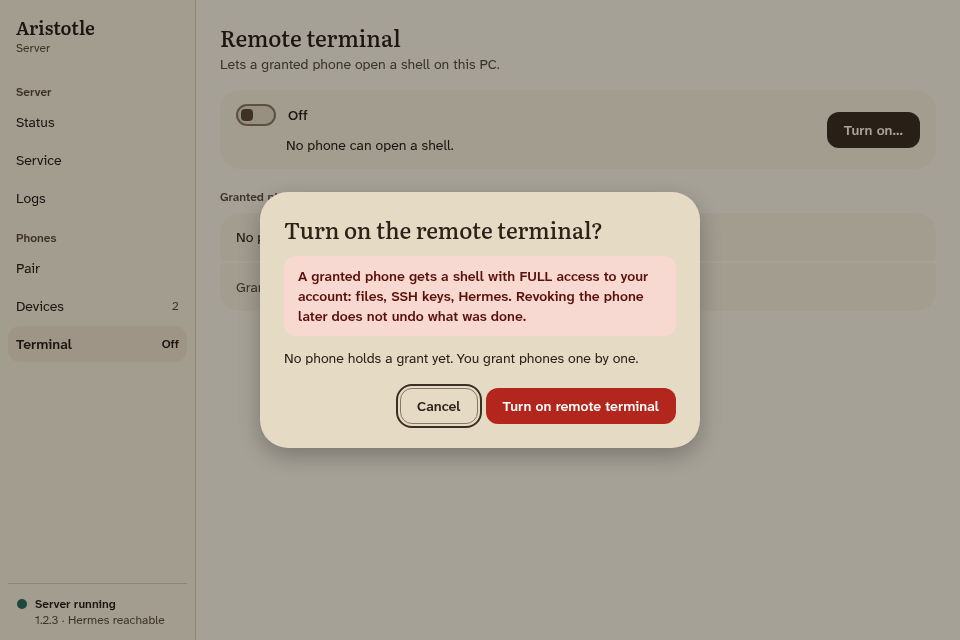 Aristotle
Server
Server
Status
Service
Logs
Phones
Pair
Devices 2
Terminal Off
Server running
1.2.3 · Hermes reachable
Remote terminal
Lets a granted phone open a shell on this PC.
Off
No phone can open a shell.
Turn on...
Granted
No
Turn on the remote terminal?
A granted phone gets a shell with FULL access to your
account: files, SSH keys, Hermes. Revoking the phone
later does not undo what was done.
No phone holds a grant yet. You grant phones one by one.
Cancel
Turn on remote terminal